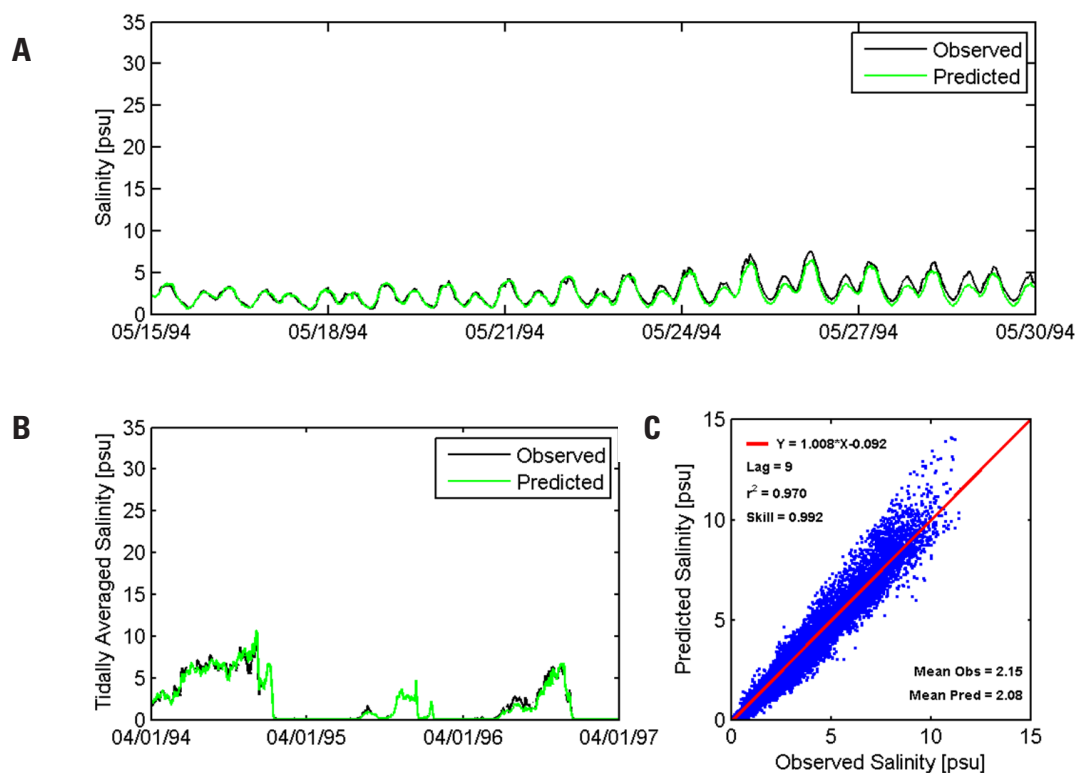 A
Salinity [psu]
35
30
25
20
15
10
5
0
Observed
Predicted
05/15/94 05/18/94 05/21/94 05/24/94 05/27/94 05/30/94
B
Tidally Averaged Salinity [psu]
35
30
25
20
15
10
5
0
Observed
Predicted
04/01/94 04/01/95 04/01/96 04/01/97
C
Predicted Salinity [psu]
15
10
5
0
Y = 1.008*X-0.092
Lag = 9
r² = 0.970
Skill = 0.992
Mean Obs = 2.15
Mean Pred = 2.08
0 5 10 15
Observed Salinity [psu]